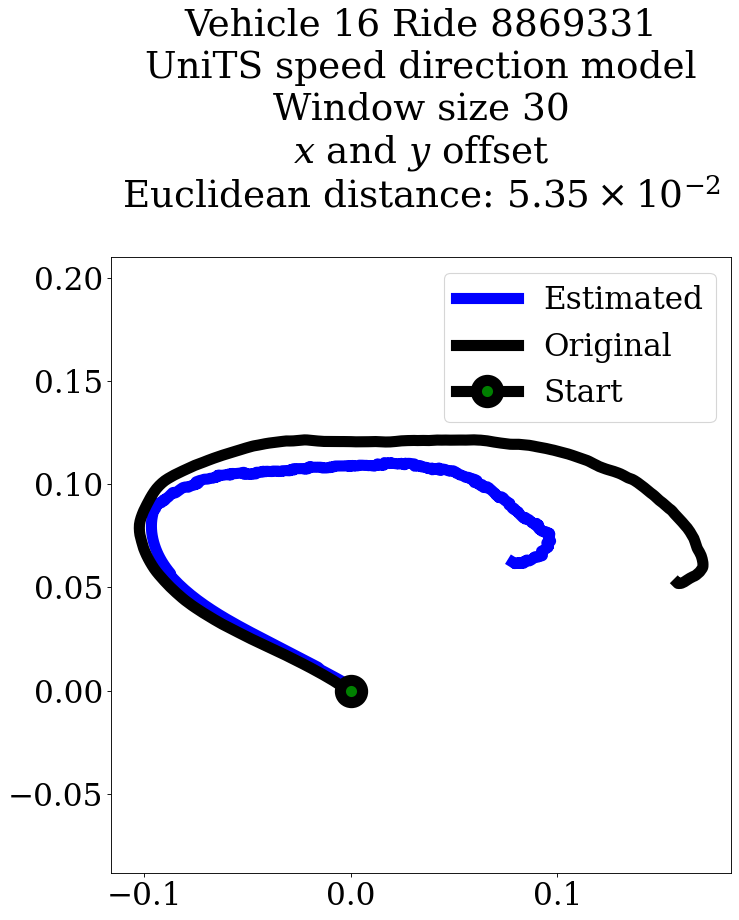 Vehicle 16 Ride 8869331
UniTS speed direction model
Window size 30
x and y offset
Euclidean distance: 5.35 × 10⁻²
0.20
0.15
0.10
0.05
0.00
−0.05
−0.1
0.0
0.1
Estimated
Original
Start